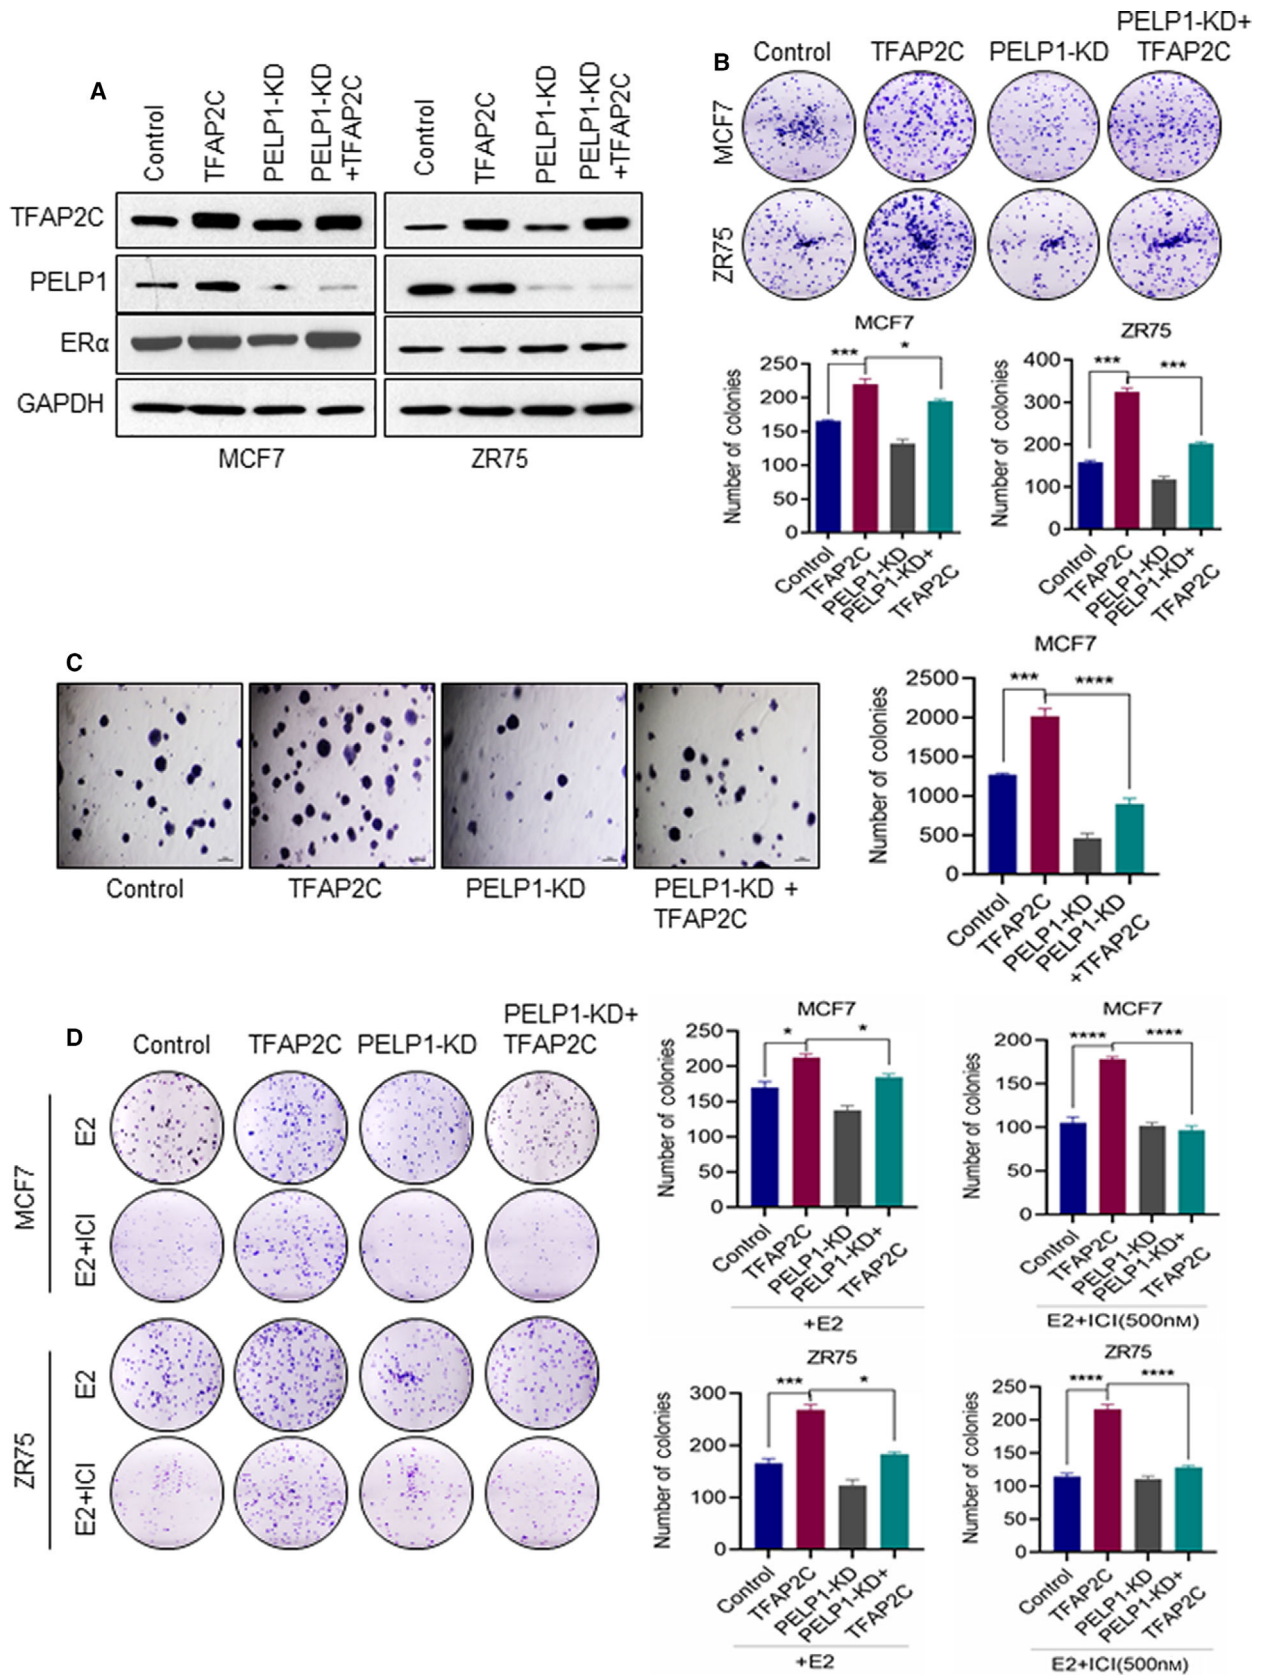 A
Control
TFAP2C
PELP1-KD
PELP1-KD
+TFAP2C
Control
TFAP2C
PELP1-KD
PELP1-KD
+TFAP2C
TFAP2C
PELP1
ERα
GAPDH
MCF7
ZR75
B
Control
TFAP2C
PELP1-KD
PELP1-KD+
TFAP2C
MCF7
ZR75
MCF7
Number of colonies
250
200
150
100
50
0
***
*
Control
TFAP2C
PELP1-KD
PELP1-KD+
TFAP2C
ZR75
Number of colonies
400
300
200
100
0
***
***
Control
TFAP2C
PELP1-KD
PELP1-KD+
TFAP2C
C
Control
TFAP2C
PELP1-KD
PELP1-KD +
TFAP2C
MCF7
Number of colonies
2500
2000
1500
1000
500
0
***
****
Control
TFAP2C
PELP1-KD
PELP1-KD
+TFAP2C
D
Control
TFAP2C
PELP1-KD
PELP1-KD+
TFAP2C
MCF7
E2
E2+ICI
ZR75
E2
E2+ICI
MCF7
Number of colonies
250
200
150
100
50
0
*
*
Control
TFAP2C
PELP1-KD
PELP1-KD+
TFAP2C
+E2
MCF7
Number of colonies
200
150
100
50
0
****
****
Control
TFAP2C
PELP1-KD
PELP1-KD+
TFAP2C
E2+ICI(500nM)
ZR75
Number of colonies
300
200
100
0
***
*
Control
TFAP2C
PELP1-KD
PELP1-KD+
TFAP2C
+E2
ZR75
Number of colonies
250
200
150
100
50
0
****
****
Control
TFAP2C
PELP1-KD
PELP1-KD+
TFAP2C
E2+ICI(500nM)